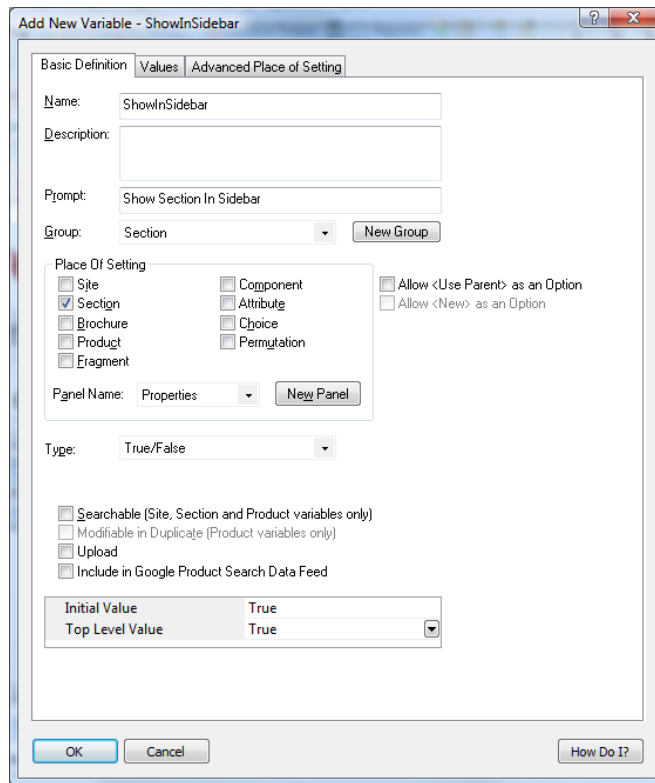 Add New Variable - ShowInSidebar
Basic Definition Values Advanced Place of Setting
Name: ShowInSidebar
Description:
Prompt: Show Section In Sidebar
Group: Section New Group
Place Of Setting
Site Component Allow <Use Parent> as an Option
Section Attribute Allow <New> as an Option
Brochure Choice
Product Permutation
Fragment
Panel Name: Properties New Panel
Type: True/False
Searchable (Site, Section and Product variables only)
Modifiable in Duplicate (Product variables only)
Upload
Include in Google Product Search Data Feed
Initial Value True
Top Level Value True
OK Cancel How Do I?